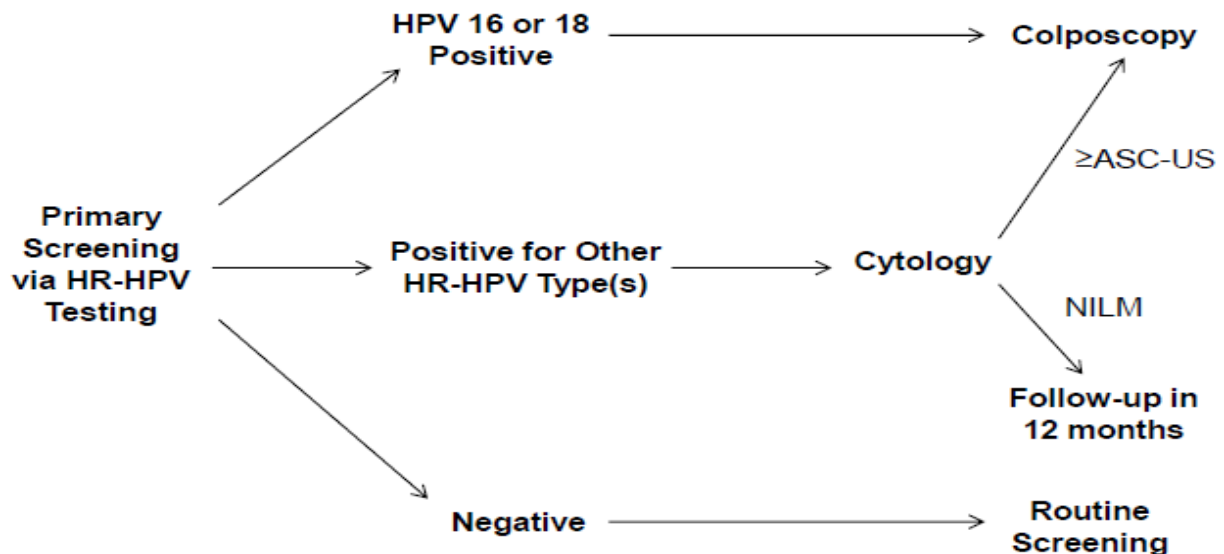 HPV 16 or 18
Positive
Colposcopy
≥ASC-US
Primary
Screening
via HR-HPV
Testing
Positive for Other
HR-HPV Type(s)
Cytology
NILM
Follow-up in
12 months
Negative
Routine
Screening